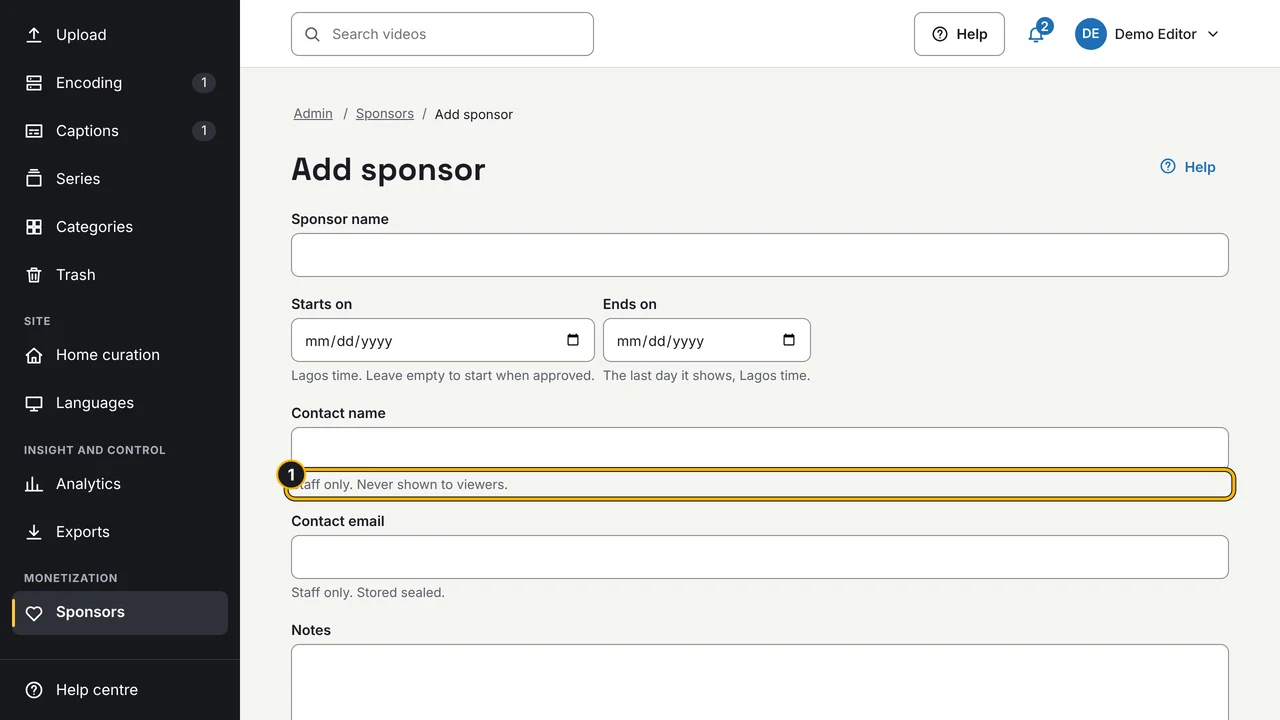 Upload
Encoding 1
Captions 1
Series
Categories
Trash
SITE
Home curation
Languages
INSIGHT AND CONTROL
Analytics
Exports
MONETIZATION
Sponsors
Help centre
Search videos
Help
2
DE Demo Editor
Admin / Sponsors / Add sponsor
Add sponsor
Help
Sponsor name
Starts on Ends on
mm/dd/yyyy mm/dd/yyyy
Lagos time. Leave empty to start when approved. The last day it shows, Lagos time.
Contact name
1
Staff only. Never shown to viewers.
Contact email
Staff only. Stored sealed.
Notes